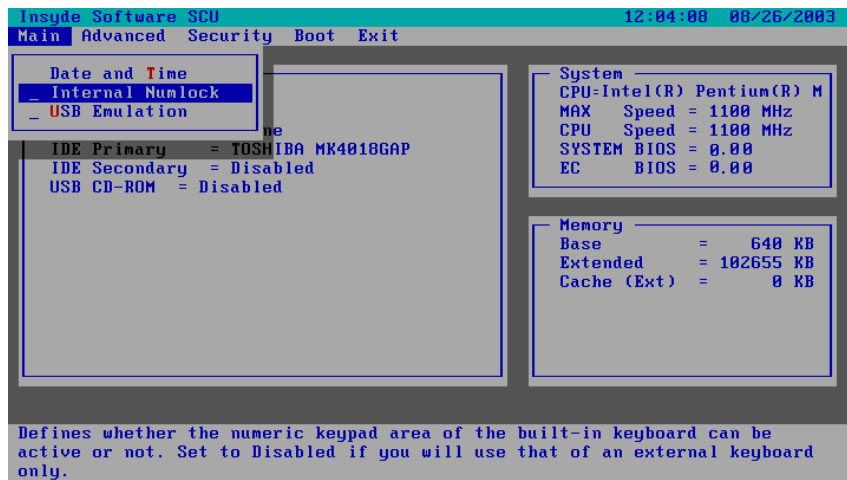 Insyde Software SCU 12:04:08 08/26/2003
Main Advanced Security Boot Exit
Date and Time
_ Internal Numlock
_ USB Emulation
me
IDE Primary = TOSHIBA MK4018GAP
IDE Secondary = Disabled
USB CD-ROM = Disabled
System
CPU=Intel(R) Pentium(R) M
MAX Speed = 1100 MHz
CPU Speed = 1100 MHz
SYSTEM BIOS = 0.00
EC BIOS = 0.00
Memory
Base = 640 KB
Extended = 102655 KB
Cache (Ext) = 0 KB
Defines whether the numeric keypad area of the built-in keyboard can be
active or not. Set to Disabled if you will use that of an external keyboard
only.